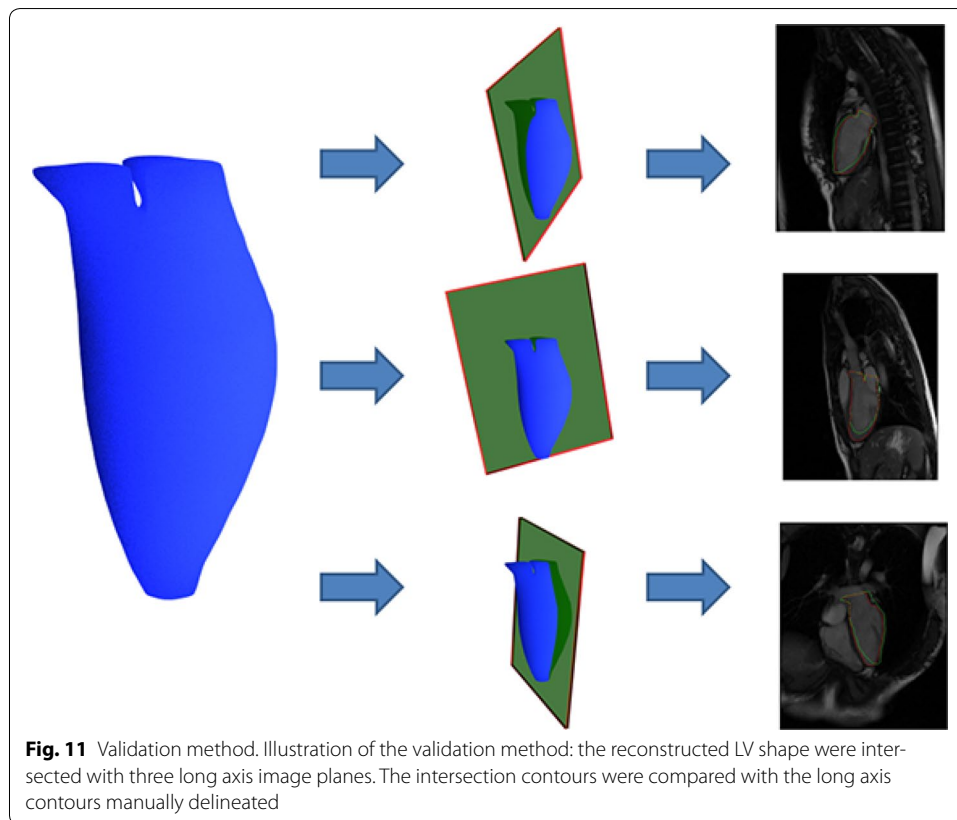 Fig. 11 Validation method. Illustration of the validation method: the reconstructed LV shape were inter-
sected with three long axis image planes. The intersection contours were compared with the long axis
contours manually delineated